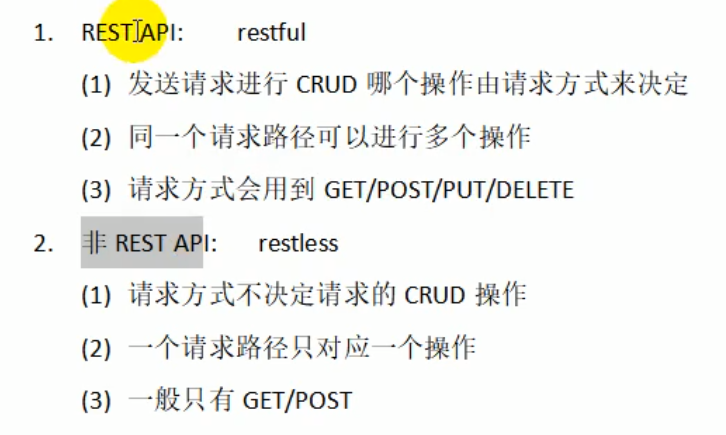 1. REST API: restful
(1) 发送请求进行 CRUD 哪个操作由请求方式来决定
(2) 同一个请求路径可以进行多个操作
(3) 请求方式会用到 GET/POST/PUT/DELETE
2. 非 REST API: restless
(1) 请求方式不决定请求的 CRUD 操作
(2) 一个请求路径只对应一个操作
(3) 一般只有 GET/POST